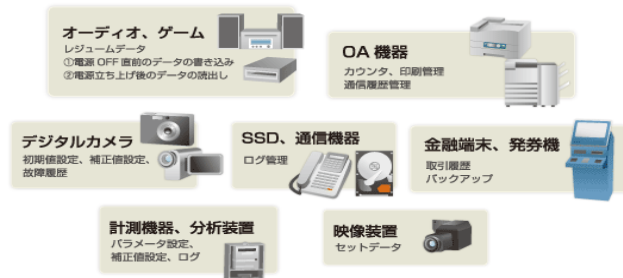 オーディオ、ゲーム
レジュームデータ
①電源 OFF 直前のデータの書き込み
②電源立ち上げ後のデータの読出し
OA 機器
カウンタ、印刷管理
通信履歴管理
デジタルカメラ
初期値設定、補正値設定、
故障履歴
SSD、通信機器
ログ管理
金融端末、発券機
取引履歴
バックアップ
計測機器、分析装置
パラメータ設定、
補正値設定、ログ
映像装置
セットデータ